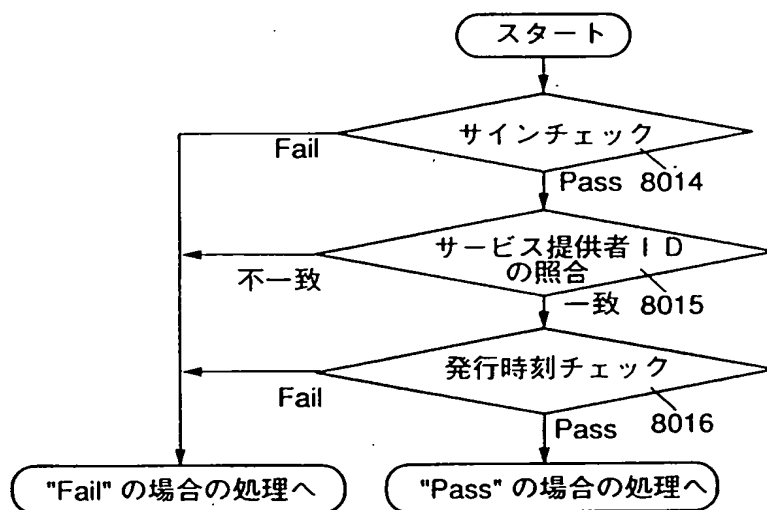 スタート
サインチェック
Fail
Pass 8014
サービス提供者ID
の照合
不一致
一致 8015
発行時刻チェック
Fail
8016
Pass
"Fail" の場合の処理へ
"Pass" の場合の処理へ